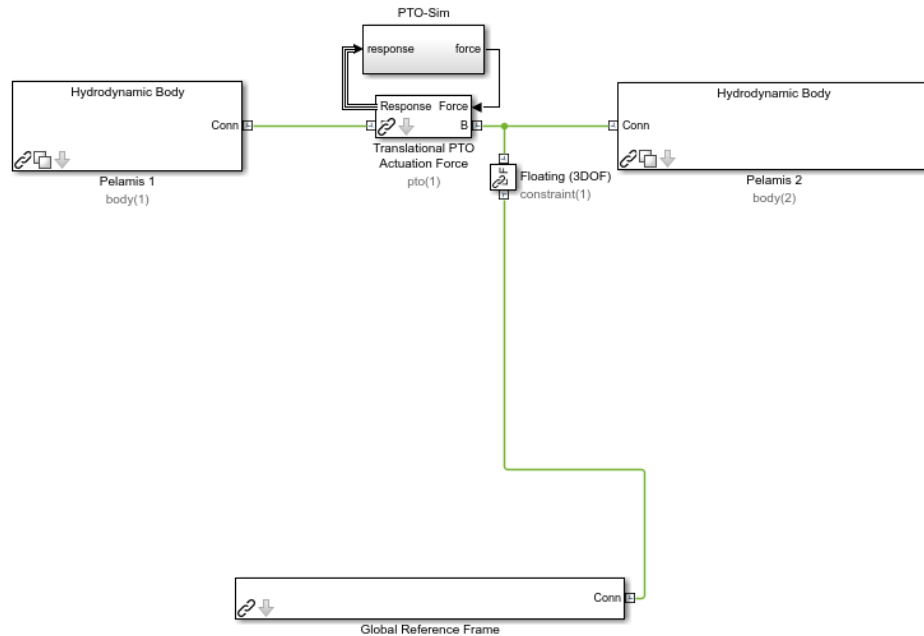 PTO-Sim
response force
Hydrodynamic Body
Conn
Pelamis 1
body(1)
Response Force
B
Translational PTO
Actuation Force
pto(1)
Hydrodynamic Body
Conn
Pelamis 2
body(2)
F
Floating (3DOF)
constraint(1)
Conn
Global Reference Frame